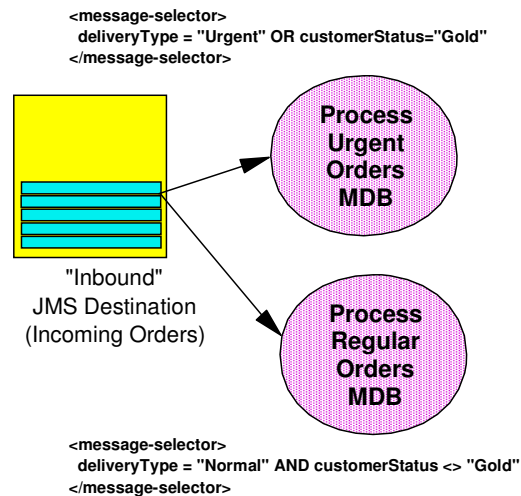 <message-selector>
deliveryType = "Urgent" OR customerStatus="Gold"
</message-selector>
Process
Urgent
Orders
MDB
"Inbound"
JMS Destination
(Incoming Orders)
Process
Regular
Orders
MDB
<message-selector>
deliveryType = "Normal" AND customerStatus <> "Gold"
</message-selector>